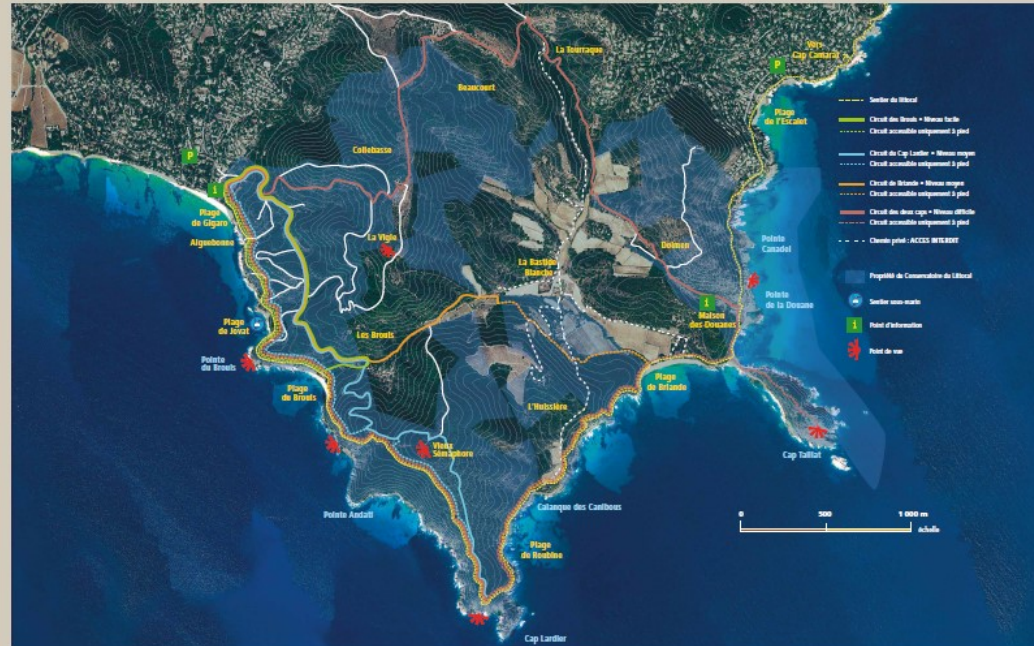 La Tourraque
Vers
Cap Camarat
P
Beaucourt
Plage
de l'Escalet
Collebasse
P
i
Plage
de Gigaro
Aiguebonne
La Vigie
Dolmen
Pointe
Canadel
La Bastide
Blanche
Pointe
de la Douane
i
Maison
des Douanes
Plage
de Jovat
Les Brouis
Pointe
du Brouis
Plage
du Brouis
Plage
de Briande
L'Huissière
Vieux
Sémaphore
Cap Taillat
Pointe Andati
Calanque des Canibous
Plage
de Roubine
Cap Lardier
Sentier du littoral
Circuit des Brouis • Niveau facile
Circuit accessible uniquement à pied
Circuit du Cap Lardier • Niveau moyen
Circuit accessible uniquement à pied
Circuit de Briande • Niveau moyen
Circuit accessible uniquement à pied
Circuit des deux caps • Niveau difficile
Circuit accessible uniquement à pied
Chemin privé : ACCES INTERDIT
Propriété du Conservatoire du Littoral
Sentier sous-marin
i
Point d'information
Point de vue
0 500 1 000 m
échelle